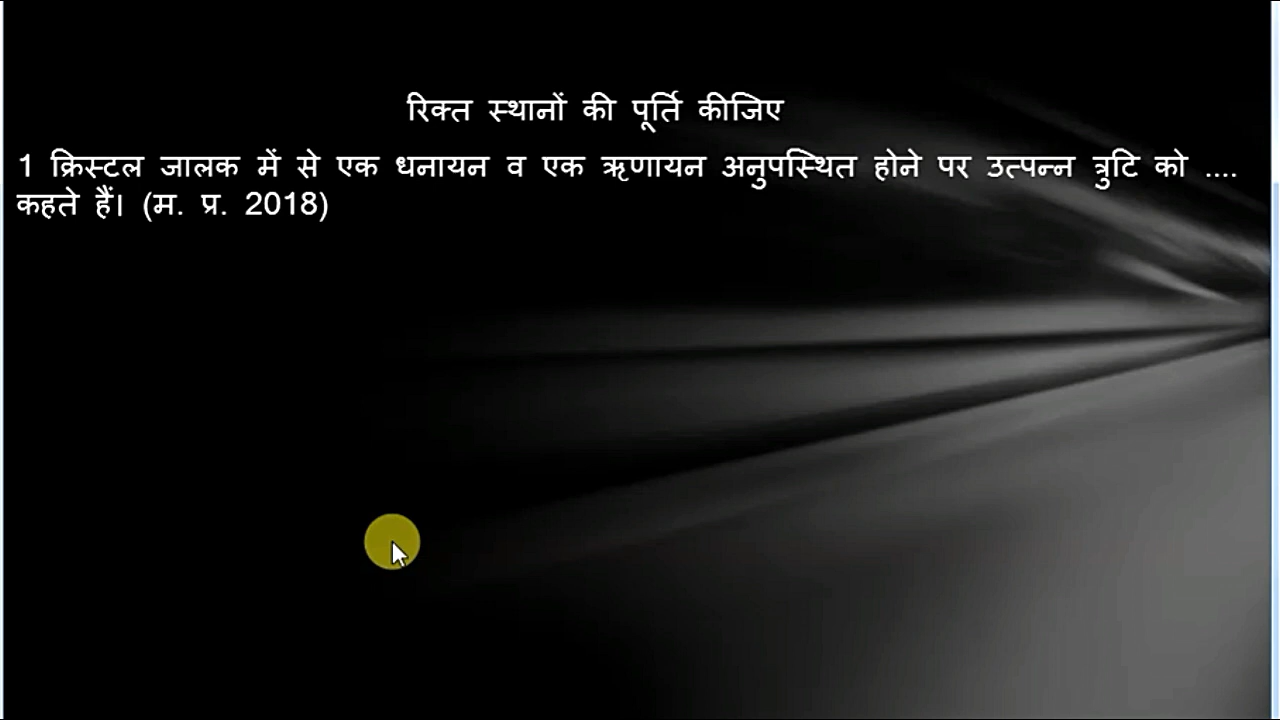 रिक्त स्थानों की पूर्ति कीजिए
1 क्रिस्टल जालक में से एक धनायन व एक ऋणायन अनुपस्थित होने पर उत्पन्न त्रुटि को ....
कहते हैं। (म. प्र. 2018)